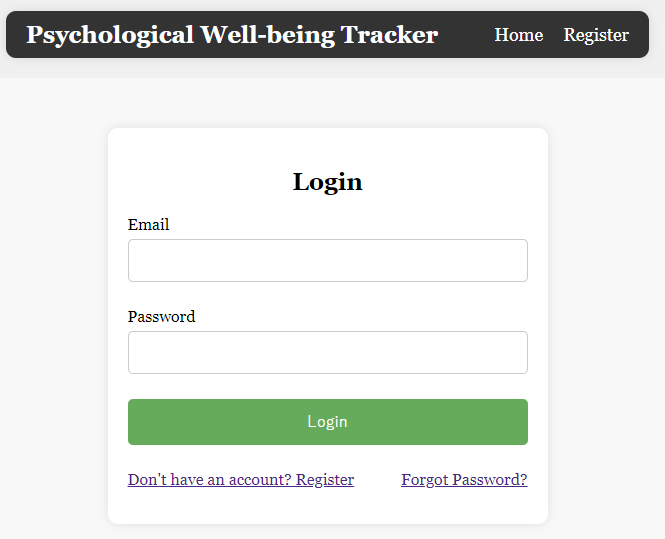 Psychological Well-being Tracker Home Register
Login
Email
Password
Login
Don't have an account? Register Forgot Password?